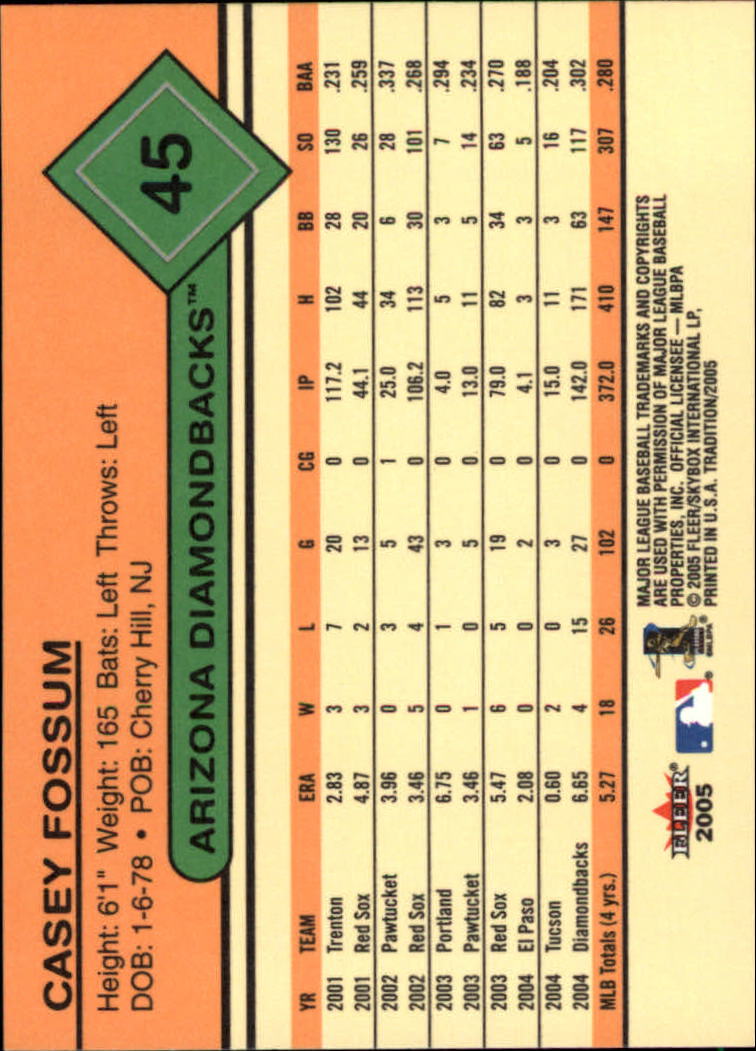 CASEY FOSSUM
Height: 6'1" Weight: 165 Bats: Left Throws: Left
DOB: 1-6-78 • POB: Cherry Hill, NJ
45
ARIZONA DIAMONDBACKS™
YR TEAM ERA W L G CG IP H BB SO BAA
2001 Trenton 2.83 3 7 20 0 117.2 102 28 130 .231
2001 Red Sox 4.87 3 2 13 0 44.1 44 20 26 .259
2002 Pawtucket 3.96 0 3 5 1 25.0 34 6 28 .337
2002 Red Sox 3.46 5 4 43 0 106.2 113 30 101 .268
2003 Portland 6.75 0 1 3 0 4.0 5 3 7 .294
2003 Pawtucket 3.46 1 0 5 0 13.0 11 5 14 .234
2003 Red Sox 5.47 6 5 19 0 79.0 82 34 63 .270
2004 El Paso 2.08 0 0 2 0 4.1 3 3 5 .188
2004 Tucson 0.60 2 0 3 0 15.0 11 3 16 .204
2004 Diamondbacks 6.65 4 15 27 0 142.0 171 63 117 .302
MLB Totals (4 yrs.) 5.27 18 26 102 0 372.0 410 147 307 .280
FLEER®
2005
MAJOR LEAGUE BASEBALL TRADEMARKS AND COPYRIGHTS
ARE USED WITH PERMISSION OF MAJOR LEAGUE BASEBALL
PROPERTIES, INC. OFFICIAL LICENSEE — MLBPA
© 2005 FLEER/SKYBOX INTERNATIONAL LP,
PRINTED IN U.S.A. TRADITION/2005